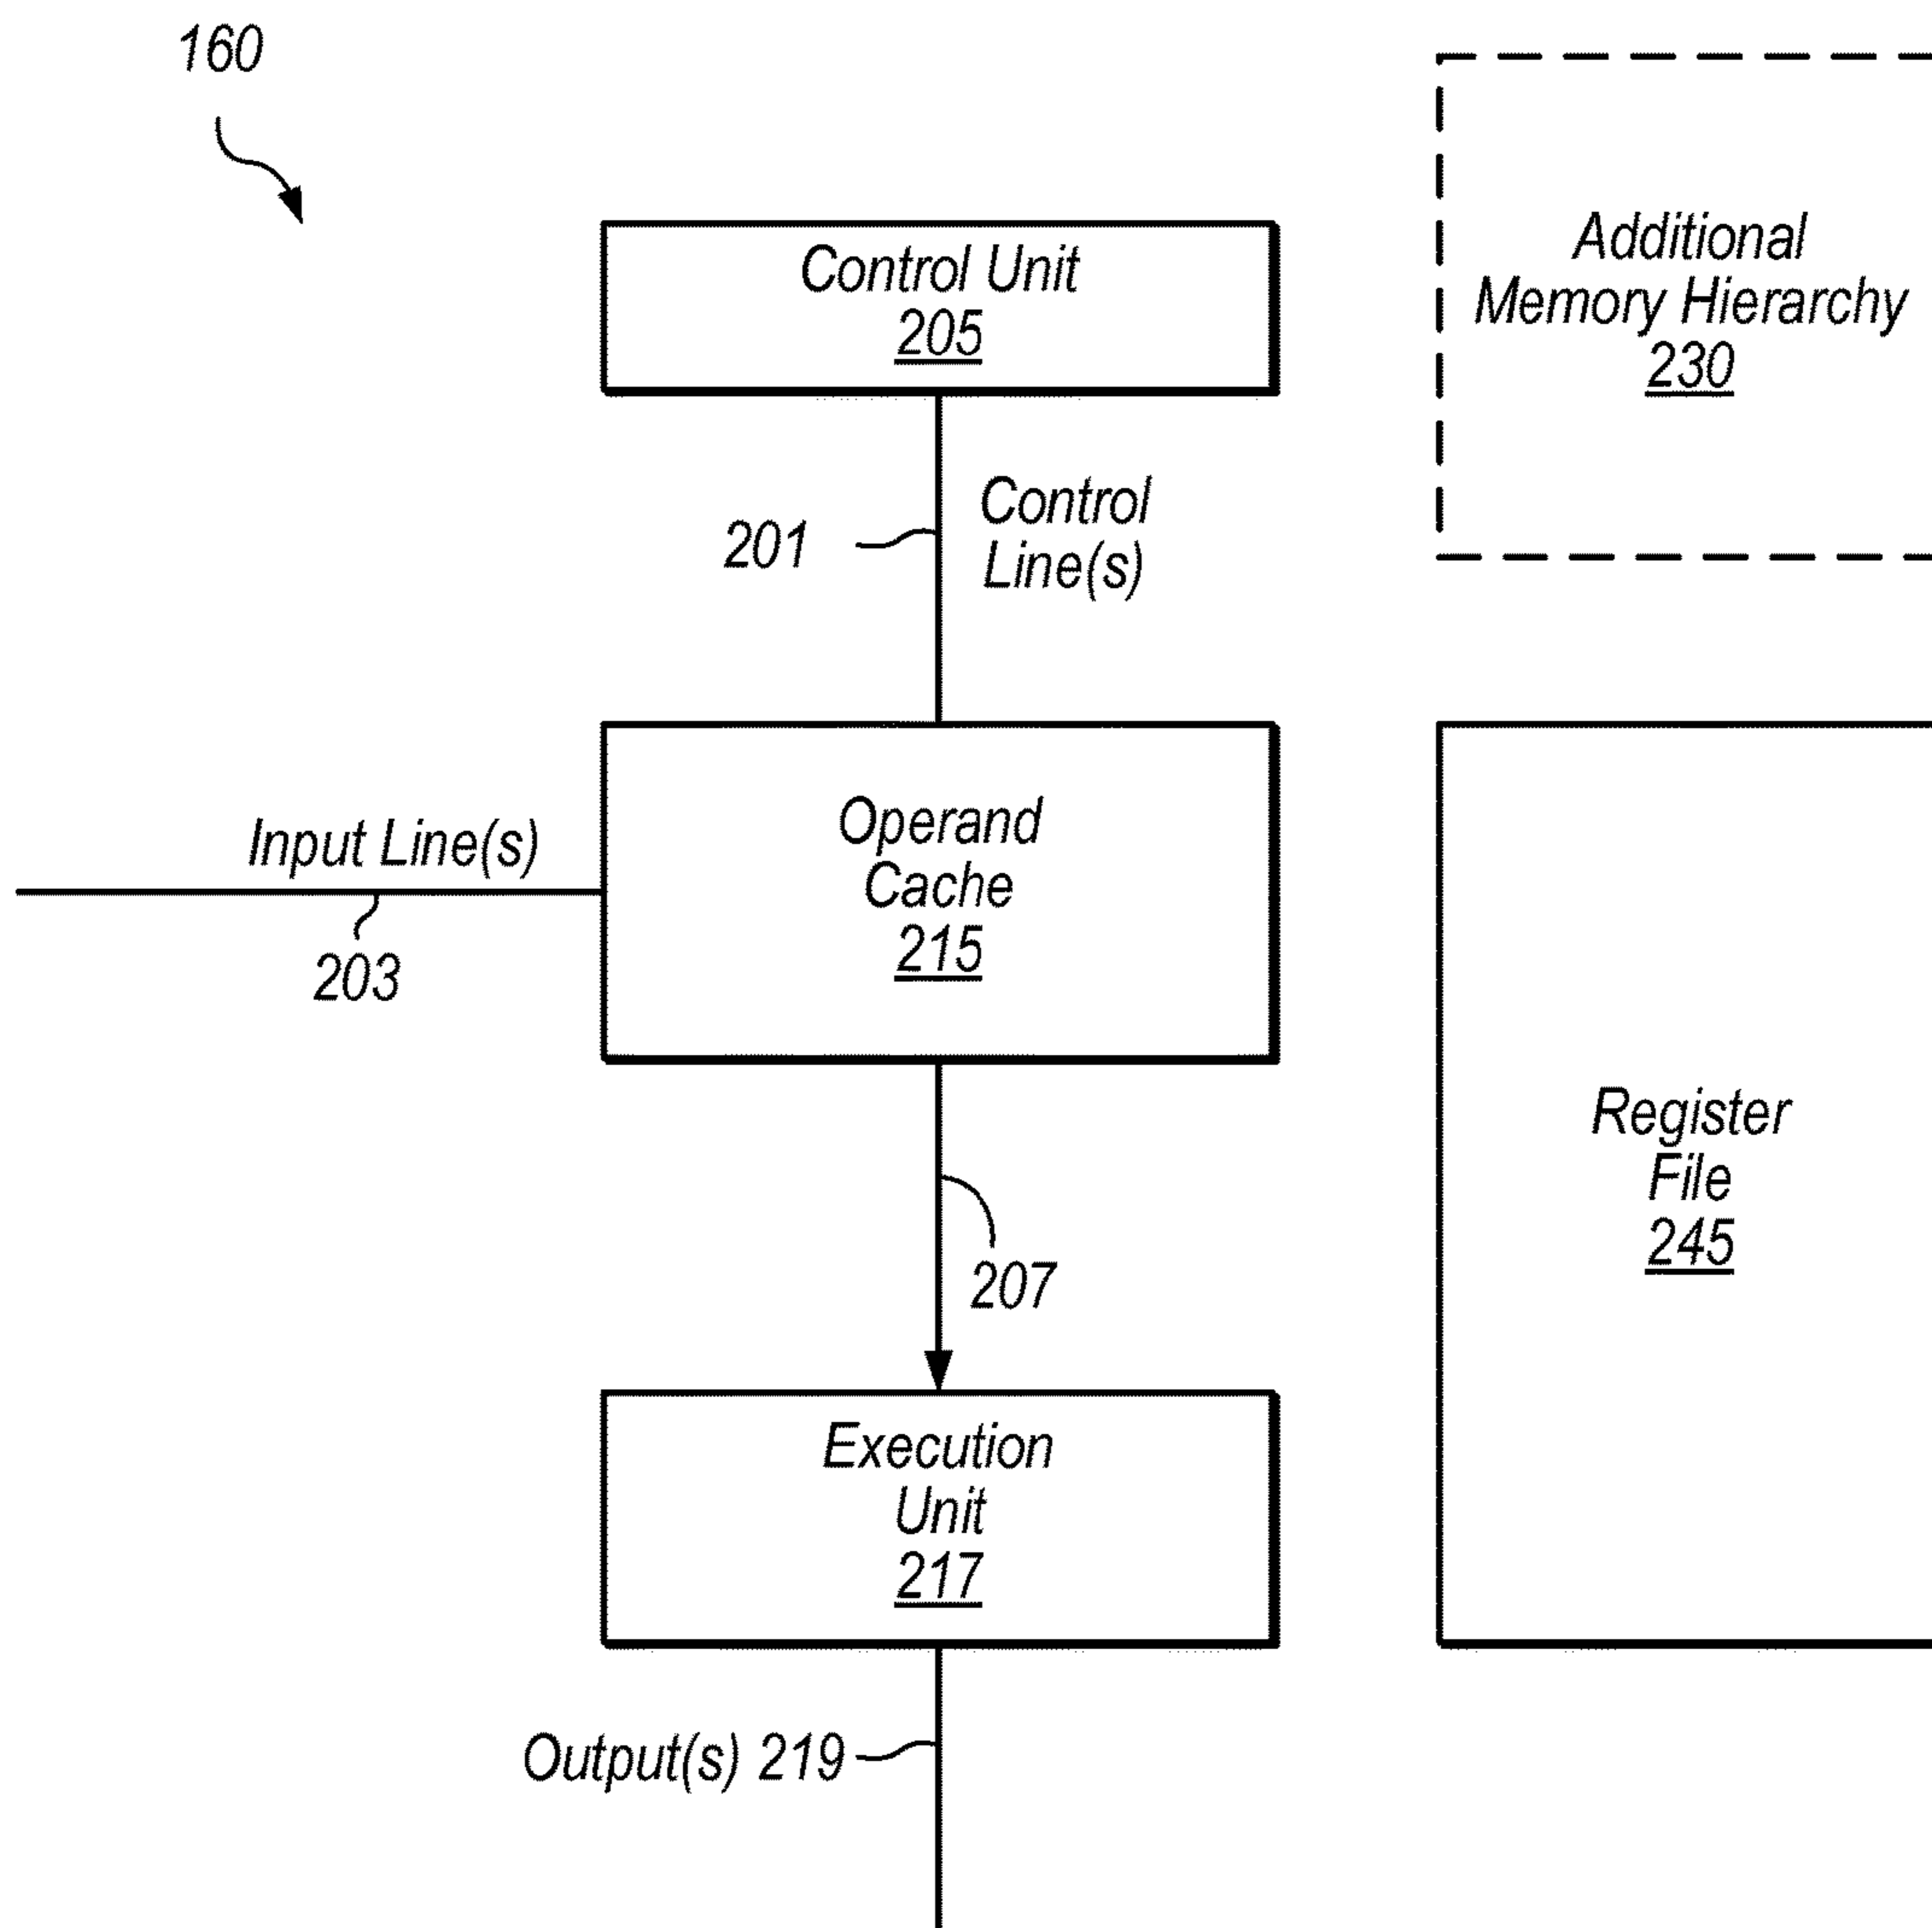 160
Control Unit
205
Additional
Memory Hierarchy
230
201
Control
Line(s)
Input Line(s)
203
Operand
Cache
215
Register
File
245
207
Execution
Unit
217
Output(s) 219